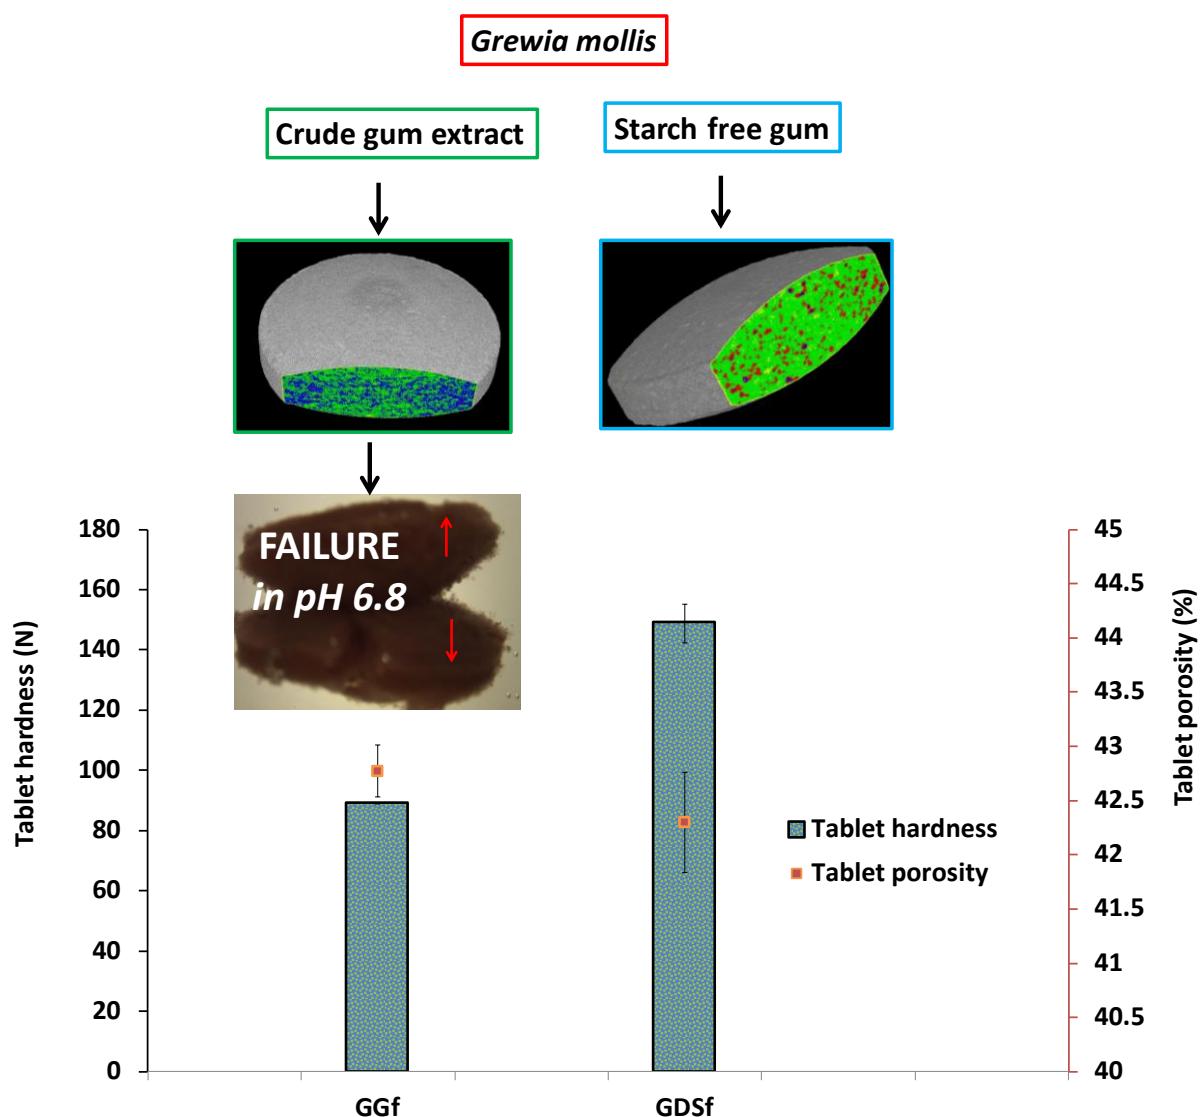 Grewia mollis
Crude gum extract
Starch free gum
FAILURE
in pH 6.8
Tablet hardness (N)
180
160
140
120
100
80
60
40
20
0
45
44.5
44
43.5
43
42.5
42
41.5
41
40.5
40
Tablet porosity (%)
Tablet hardness
Tablet porosity
GGf
GDSf